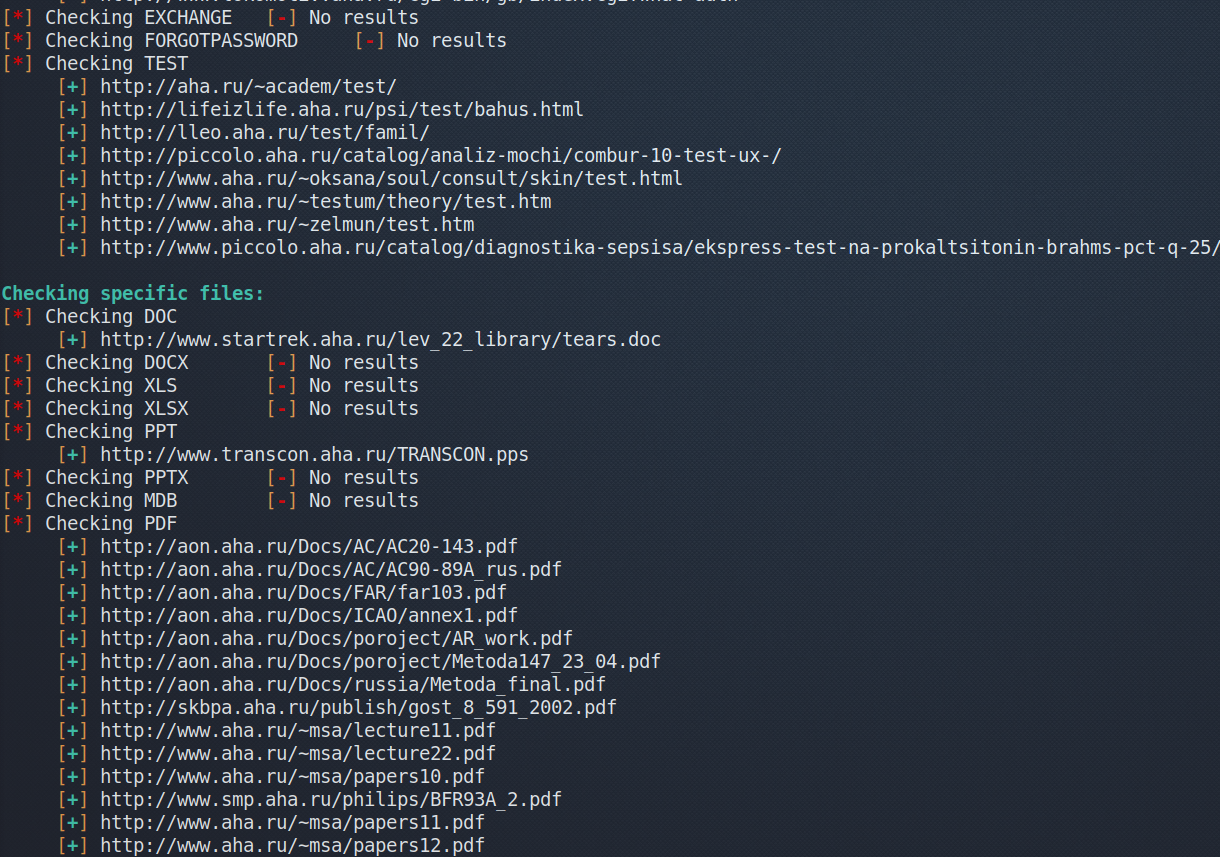 [*] Checking EXCHANGE [-] No results
[*] Checking FORGOTPASSWORD [-] No results
[*] Checking TEST
[+] http://aha.ru/~academ/test/
[+] http://lifeizlife.aha.ru/psi/test/bahus.html
[+] http://lleo.aha.ru/test/famil/
[+] http://piccolo.aha.ru/catalog/analiz-mochi/combur-10-test-ux-/
[+] http://www.aha.ru/~oksana/soul/consult/skin/test.html
[+] http://www.aha.ru/~testum/theory/test.htm
[+] http://www.aha.ru/~zelmun/test.htm
[+] http://www.piccolo.aha.ru/catalog/diagnostika-sepsisa/ekspress-test-na-prokaltsitonin-brahms-pct-q-25/
Checking specific files:
[*] Checking DOC
[+] http://www.startrek.aha.ru/lev_22_library/tears.doc
[*] Checking DOCX [-] No results
[*] Checking XLS [-] No results
[*] Checking XLSX [-] No results
[*] Checking PPT
[+] http://www.transcon.aha.ru/TRANSCON.pps
[*] Checking PPTX [-] No results
[*] Checking MDB [-] No results
[*] Checking PDF
[+] http://aon.aha.ru/Docs/AC/AC20-143.pdf
[+] http://aon.aha.ru/Docs/AC/AC90-89A_rus.pdf
[+] http://aon.aha.ru/Docs/FAR/far103.pdf
[+] http://aon.aha.ru/Docs/ICAO/annex1.pdf
[+] http://aon.aha.ru/Docs/poroject/AR_work.pdf
[+] http://aon.aha.ru/Docs/poroject/Metoda147_23_04.pdf
[+] http://aon.aha.ru/Docs/russia/Metoda_final.pdf
[+] http://skbpa.aha.ru/publish/gost_8_591_2002.pdf
[+] http://www.aha.ru/~msa/lecture11.pdf
[+] http://www.aha.ru/~msa/lecture22.pdf
[+] http://www.aha.ru/~msa/papers10.pdf
[+] http://www.smp.aha.ru/philips/BFR93A_2.pdf
[+] http://www.aha.ru/~msa/papers11.pdf
[+] http://www.aha.ru/~msa/papers12.pdf